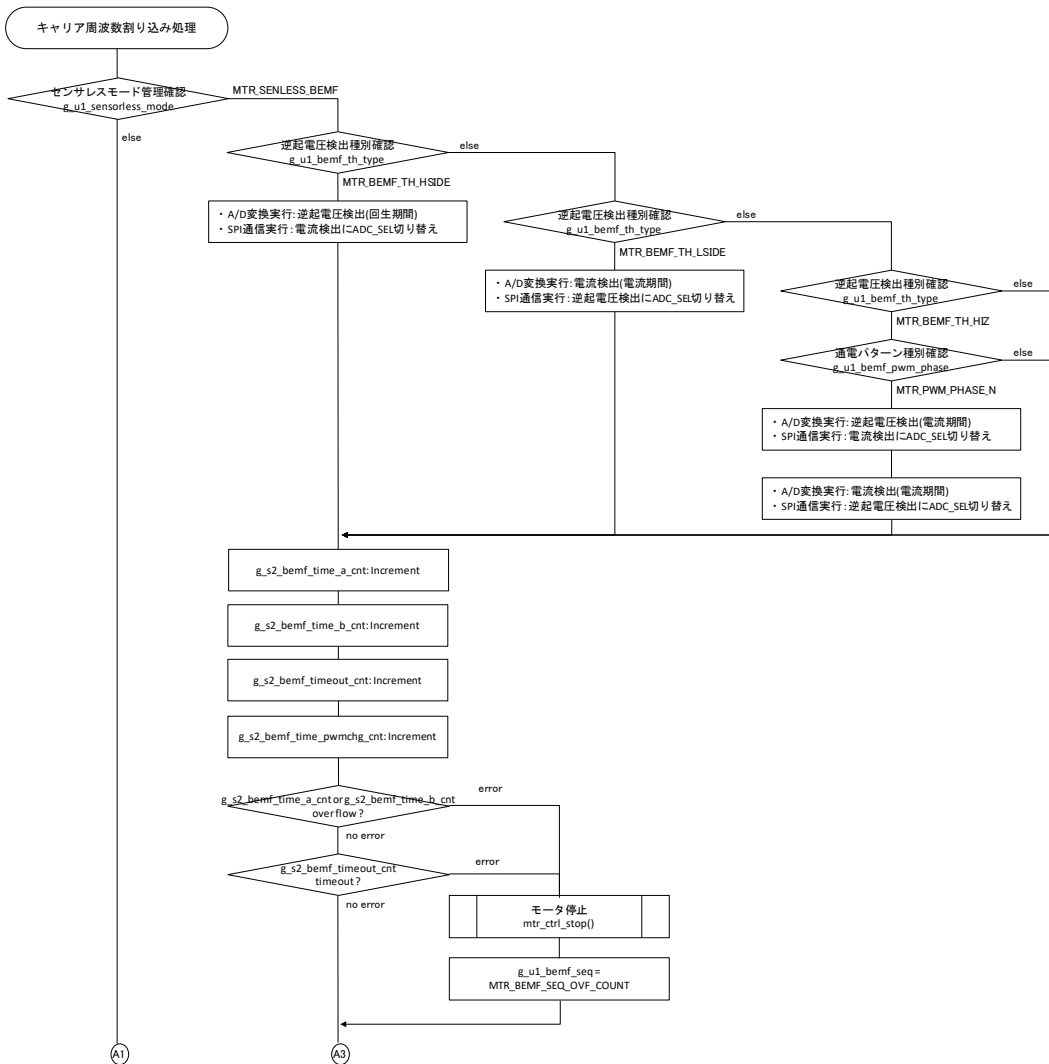 キャリア周波数割り込み処理
センサレスモード管理確認
g_u1_sensorless_mode
MTR_SENLESS_BEMF
else
逆起電圧検出種別確認
g_u1_bemf_th_type
else
MTR_BEMF_TH_HSIDE
・A/D変換実行: 逆起電圧検出(回生期間)
・SPI通信実行: 電流検出にADC_SEL切り替え
逆起電圧検出種別確認
g_u1_bemf_th_type
else
MTR_BEMF_TH_LSIDE
・A/D変換実行: 電流検出(電流期間)
・SPI通信実行: 逆起電圧検出にADC_SEL切り替え
逆起電圧検出種別確認
g_u1_bemf_th_type
else
MTR_BEMF_TH_HIZ
通電パターン種別確認
g_u1_bemf_pwm_phase
else
MTR_PWM_PHASE_N
・A/D変換実行: 逆起電圧検出(電流期間)
・SPI通信実行: 電流検出にADC_SEL切り替え
・A/D変換実行: 電流検出(電流期間)
・SPI通信実行: 逆起電圧検出にADC_SEL切り替え
g_s2_bemf_time_a_cnt: Increment
g_s2_bemf_time_b_cnt: Increment
g_s2_bemf_timeout_cnt: Increment
g_s2_bemf_time_pwmchg_cnt: Increment
g_s2_bemf_time_a_cnt or g_s2_bemf_time_b_cnt
overflow?
error
no error
g_s2_bemf_timeout_cnt
timeout?
error
no error
モータ停止
mtr_ctrl_stop()
g_u1_bemf_seq =
MTR_BEMF_SEQ_OVF_COUNT
A1
A3